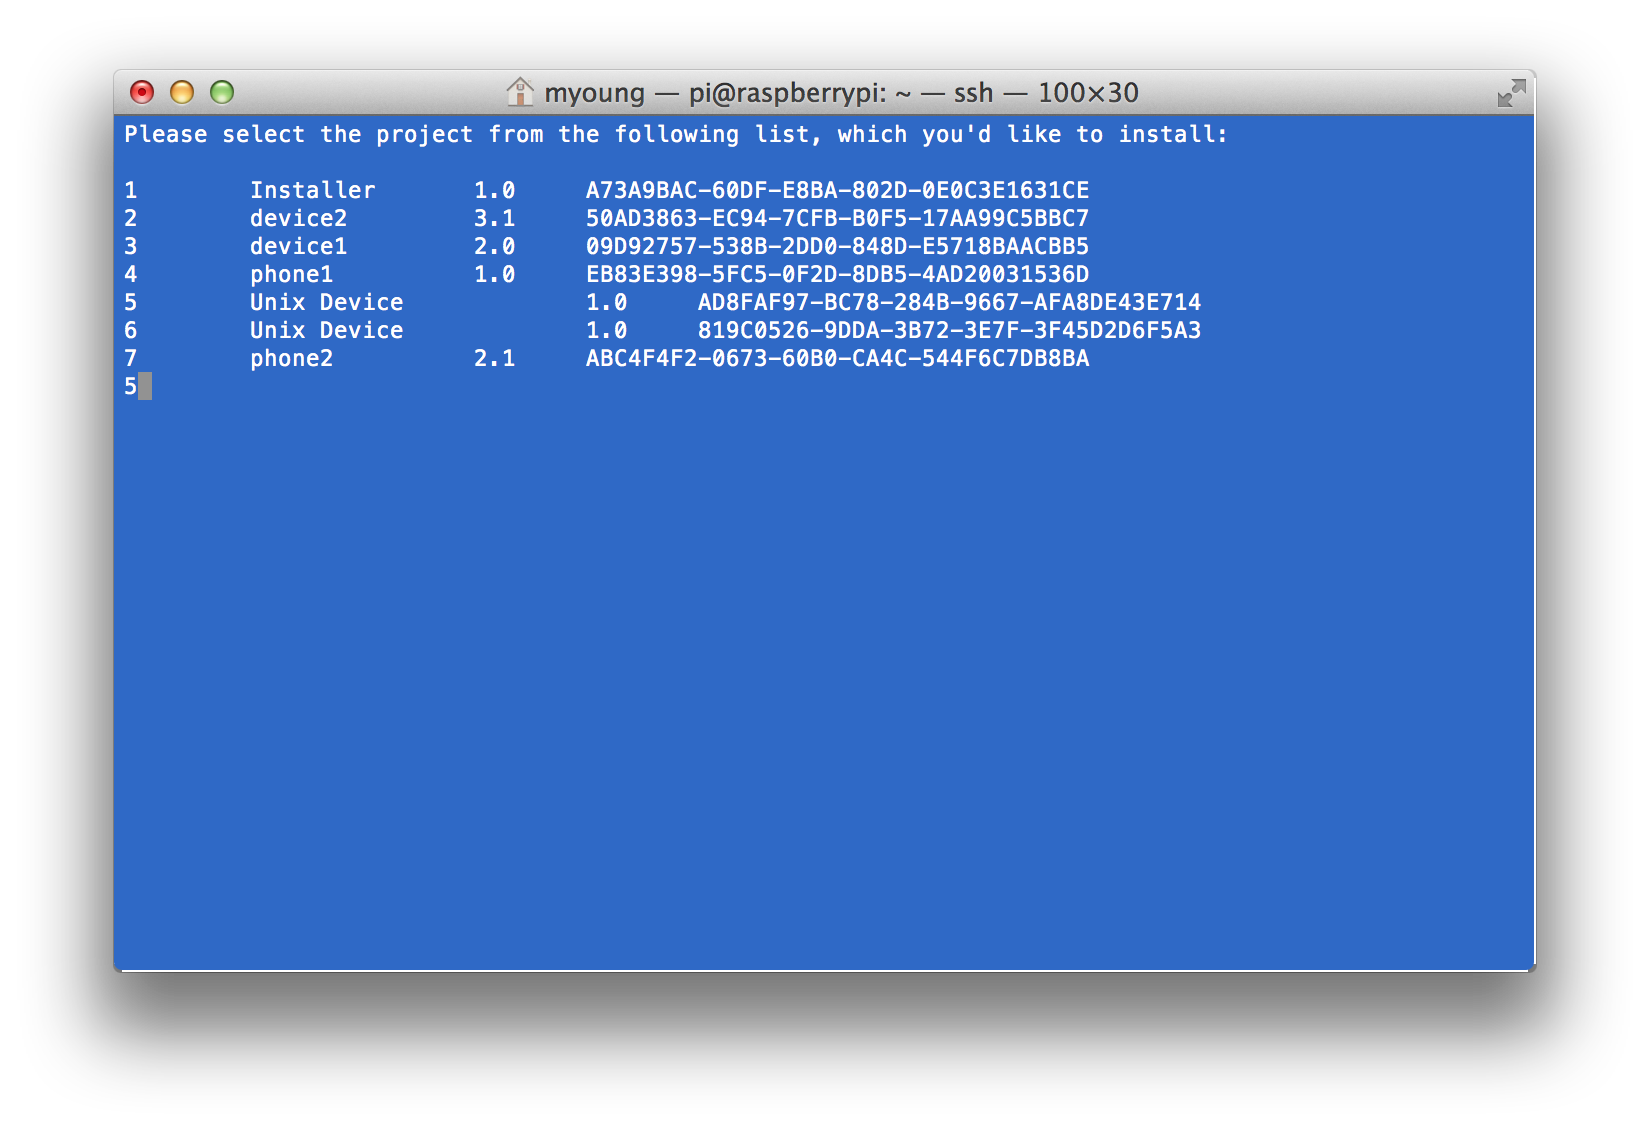 myoung — pi@raspberrypi: ~ — ssh — 100×30
Please select the project from the following list, which you'd like to install:
1 Installer 1.0 A73A9BAC-60DF-E8BA-802D-0E0C3E1631CE
2 device2 3.1 50AD3863-EC94-7CFB-B0F5-17AA99C5BBC7
3 device1 2.0 09D92757-538B-2DD0-848D-E5718BAACBB5
4 phone1 1.0 EB83E398-5FC5-0F2D-8DB5-4AD20031536D
5 Unix Device 1.0 AD8FAF97-BC78-284B-9667-AFA8DE43E714
6 Unix Device 1.0 819C0526-9DDA-3B72-3E7F-3F45D2D6F5A3
7 phone2 2.1 ABC4F4F2-0673-60B0-CA4C-544F6C7DB8BA
5